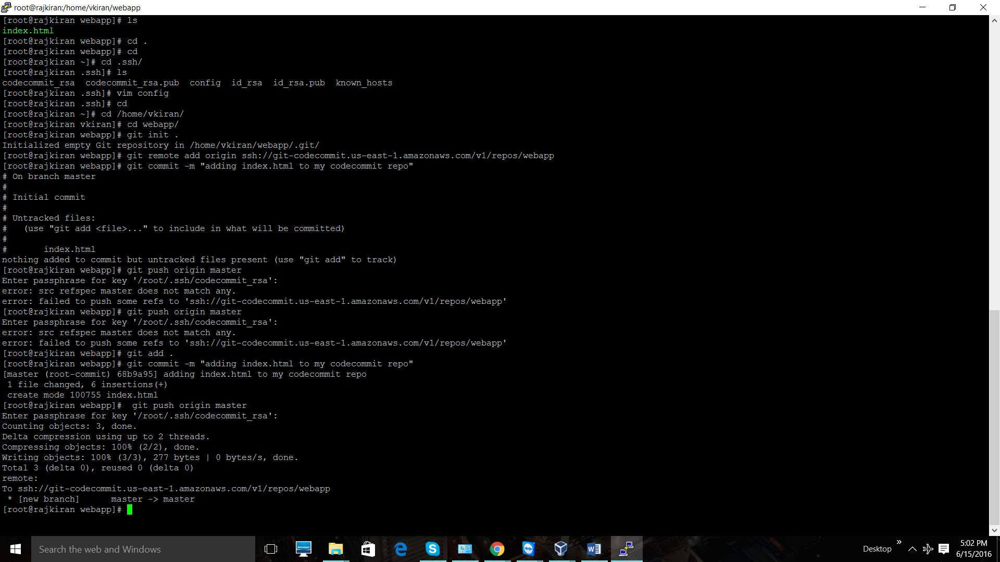 root@rajkiran:/home/vkiran/webapp
[root@rajkiran webapp]# ls
index.html
[root@rajkiran webapp]# cd .
[root@rajkiran webapp]# cd
[root@rajkiran ~]# cd .ssh/
[root@rajkiran .ssh]# ls
codecommit_rsa  codecommit_rsa.pub  config  id_rsa  id_rsa.pub  known_hosts
[root@rajkiran .ssh]# vim config
[root@rajkiran .ssh]# cd
[root@rajkiran ~]# cd /home/vkiran/
[root@rajkiran vkiran]# cd webapp/
[root@rajkiran webapp]# git init .
Initialized empty Git repository in /home/vkiran/webapp/.git/
[root@rajkiran webapp]# git remote add origin ssh://git-codecommit.us-east-1.amazonaws.com/v1/repos/webapp
[root@rajkiran webapp]# git commit -m "adding index.html to my codecommit repo"
# On branch master
#
# Initial commit
#
# Untracked files:
#   (use "git add <file>..." to include in what will be committed)
#
#       index.html
nothing added to commit but untracked files present (use "git add" to track)
[root@rajkiran webapp]# git push origin master
Enter passphrase for key '/root/.ssh/codecommit_rsa':
error: src refspec master does not match any.
error: failed to push some refs to 'ssh://git-codecommit.us-east-1.amazonaws.com/v1/repos/webapp'
[root@rajkiran webapp]# git push origin master
Enter passphrase for key '/root/.ssh/codecommit_rsa':
error: src refspec master does not match any.
error: failed to push some refs to 'ssh://git-codecommit.us-east-1.amazonaws.com/v1/repos/webapp'
[root@rajkiran webapp]# git add .
[root@rajkiran webapp]# git commit -m "adding index.html to my codecommit repo"
[master (root-commit) 68b9a95] adding index.html to my codecommit repo
 1 file changed, 6 insertions(+)
 create mode 100755 index.html
[root@rajkiran webapp]#  git push origin master
Enter passphrase for key '/root/.ssh/codecommit_rsa':
Counting objects: 3, done.
Delta compression using up to 2 threads.
Compressing objects: 100% (2/2), done.
Writing objects: 100% (3/3), 277 bytes | 0 bytes/s, done.
Total 3 (delta 0), reused 0 (delta 0)
remote:
To ssh://git-codecommit.us-east-1.amazonaws.com/v1/repos/webapp
 * [new branch]      master -> master
[root@rajkiran webapp]#
Search the web and Windows
Desktop
5:02 PM
6/15/2016